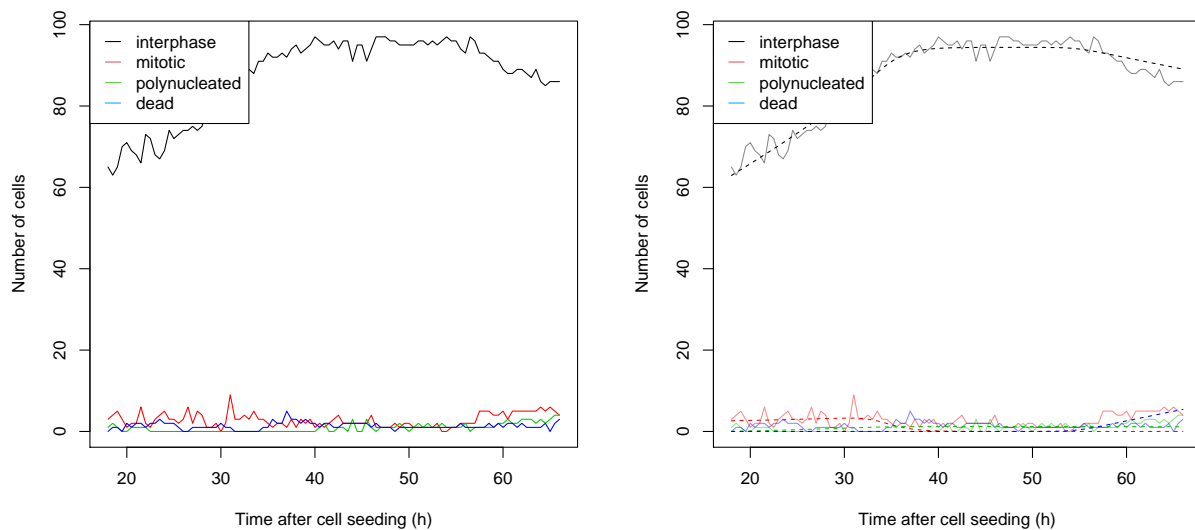 100
80
60
40
20
0
Number of cells
interphase
mitotic
polynucleated
dead
20 30 40 50 60
Time after cell seeding (h)
100
80
60
40
20
0
Number of cells
interphase
mitotic
polynucleated
dead
20 30 40 50 60
Time after cell seeding (h)